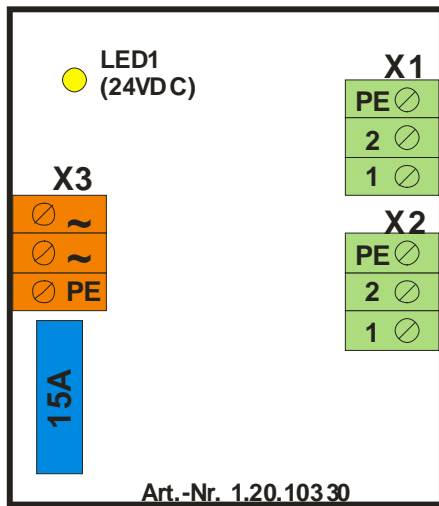 LED1
(24VDC)
X1
PE
2
1
X3
~
~
PE
X2
PE
2
1
15A
Art.-Nr. 1.20.10330